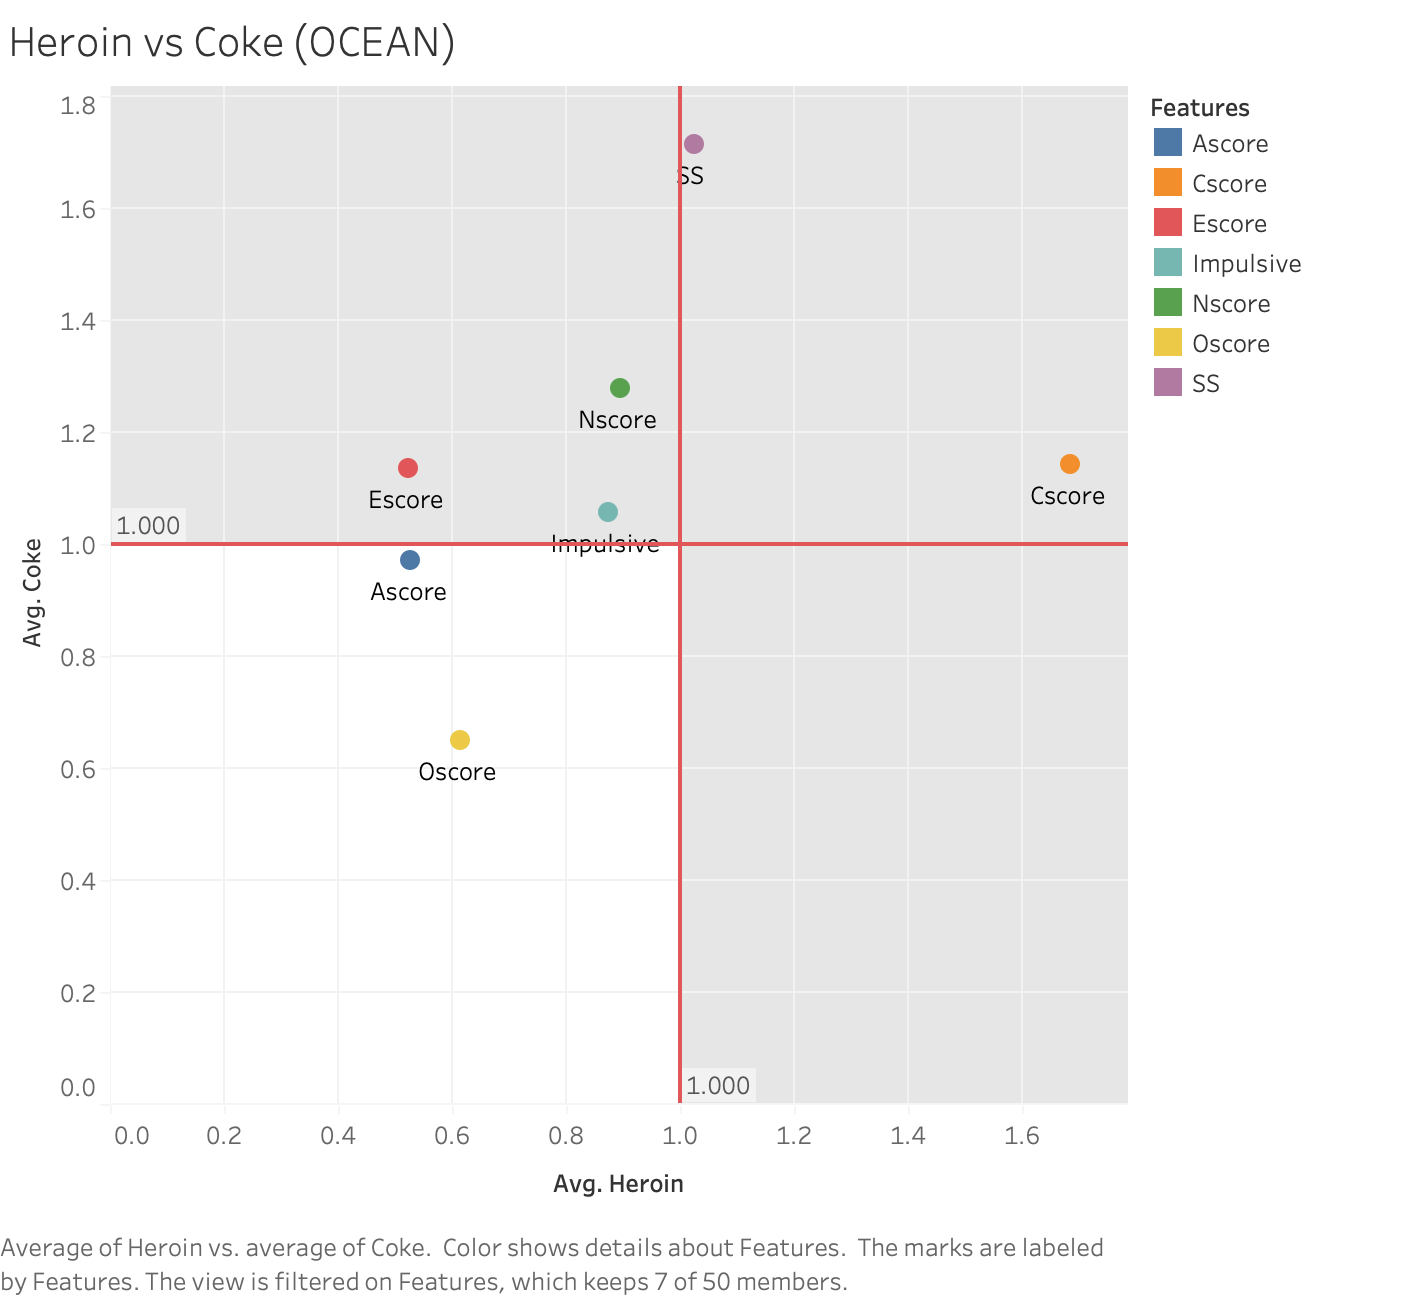 Heroin vs Coke (OCEAN)
Features
Ascore
Cscore
Escore
Impulsive
Nscore
Oscore
SS
Avg. Coke
1.8
1.6
1.4
1.2
1.0
0.8
0.6
0.4
0.2
0.0
SS
Nscore
Escore
Cscore
1.000
Impulsive
Ascore
Oscore
1.000
0.0 0.2 0.4 0.6 0.8 1.0 1.2 1.4 1.6
Avg. Heroin
Average of Heroin vs. average of Coke. Color shows details about Features. The marks are labeled
by Features. The view is filtered on Features, which keeps 7 of 50 members.